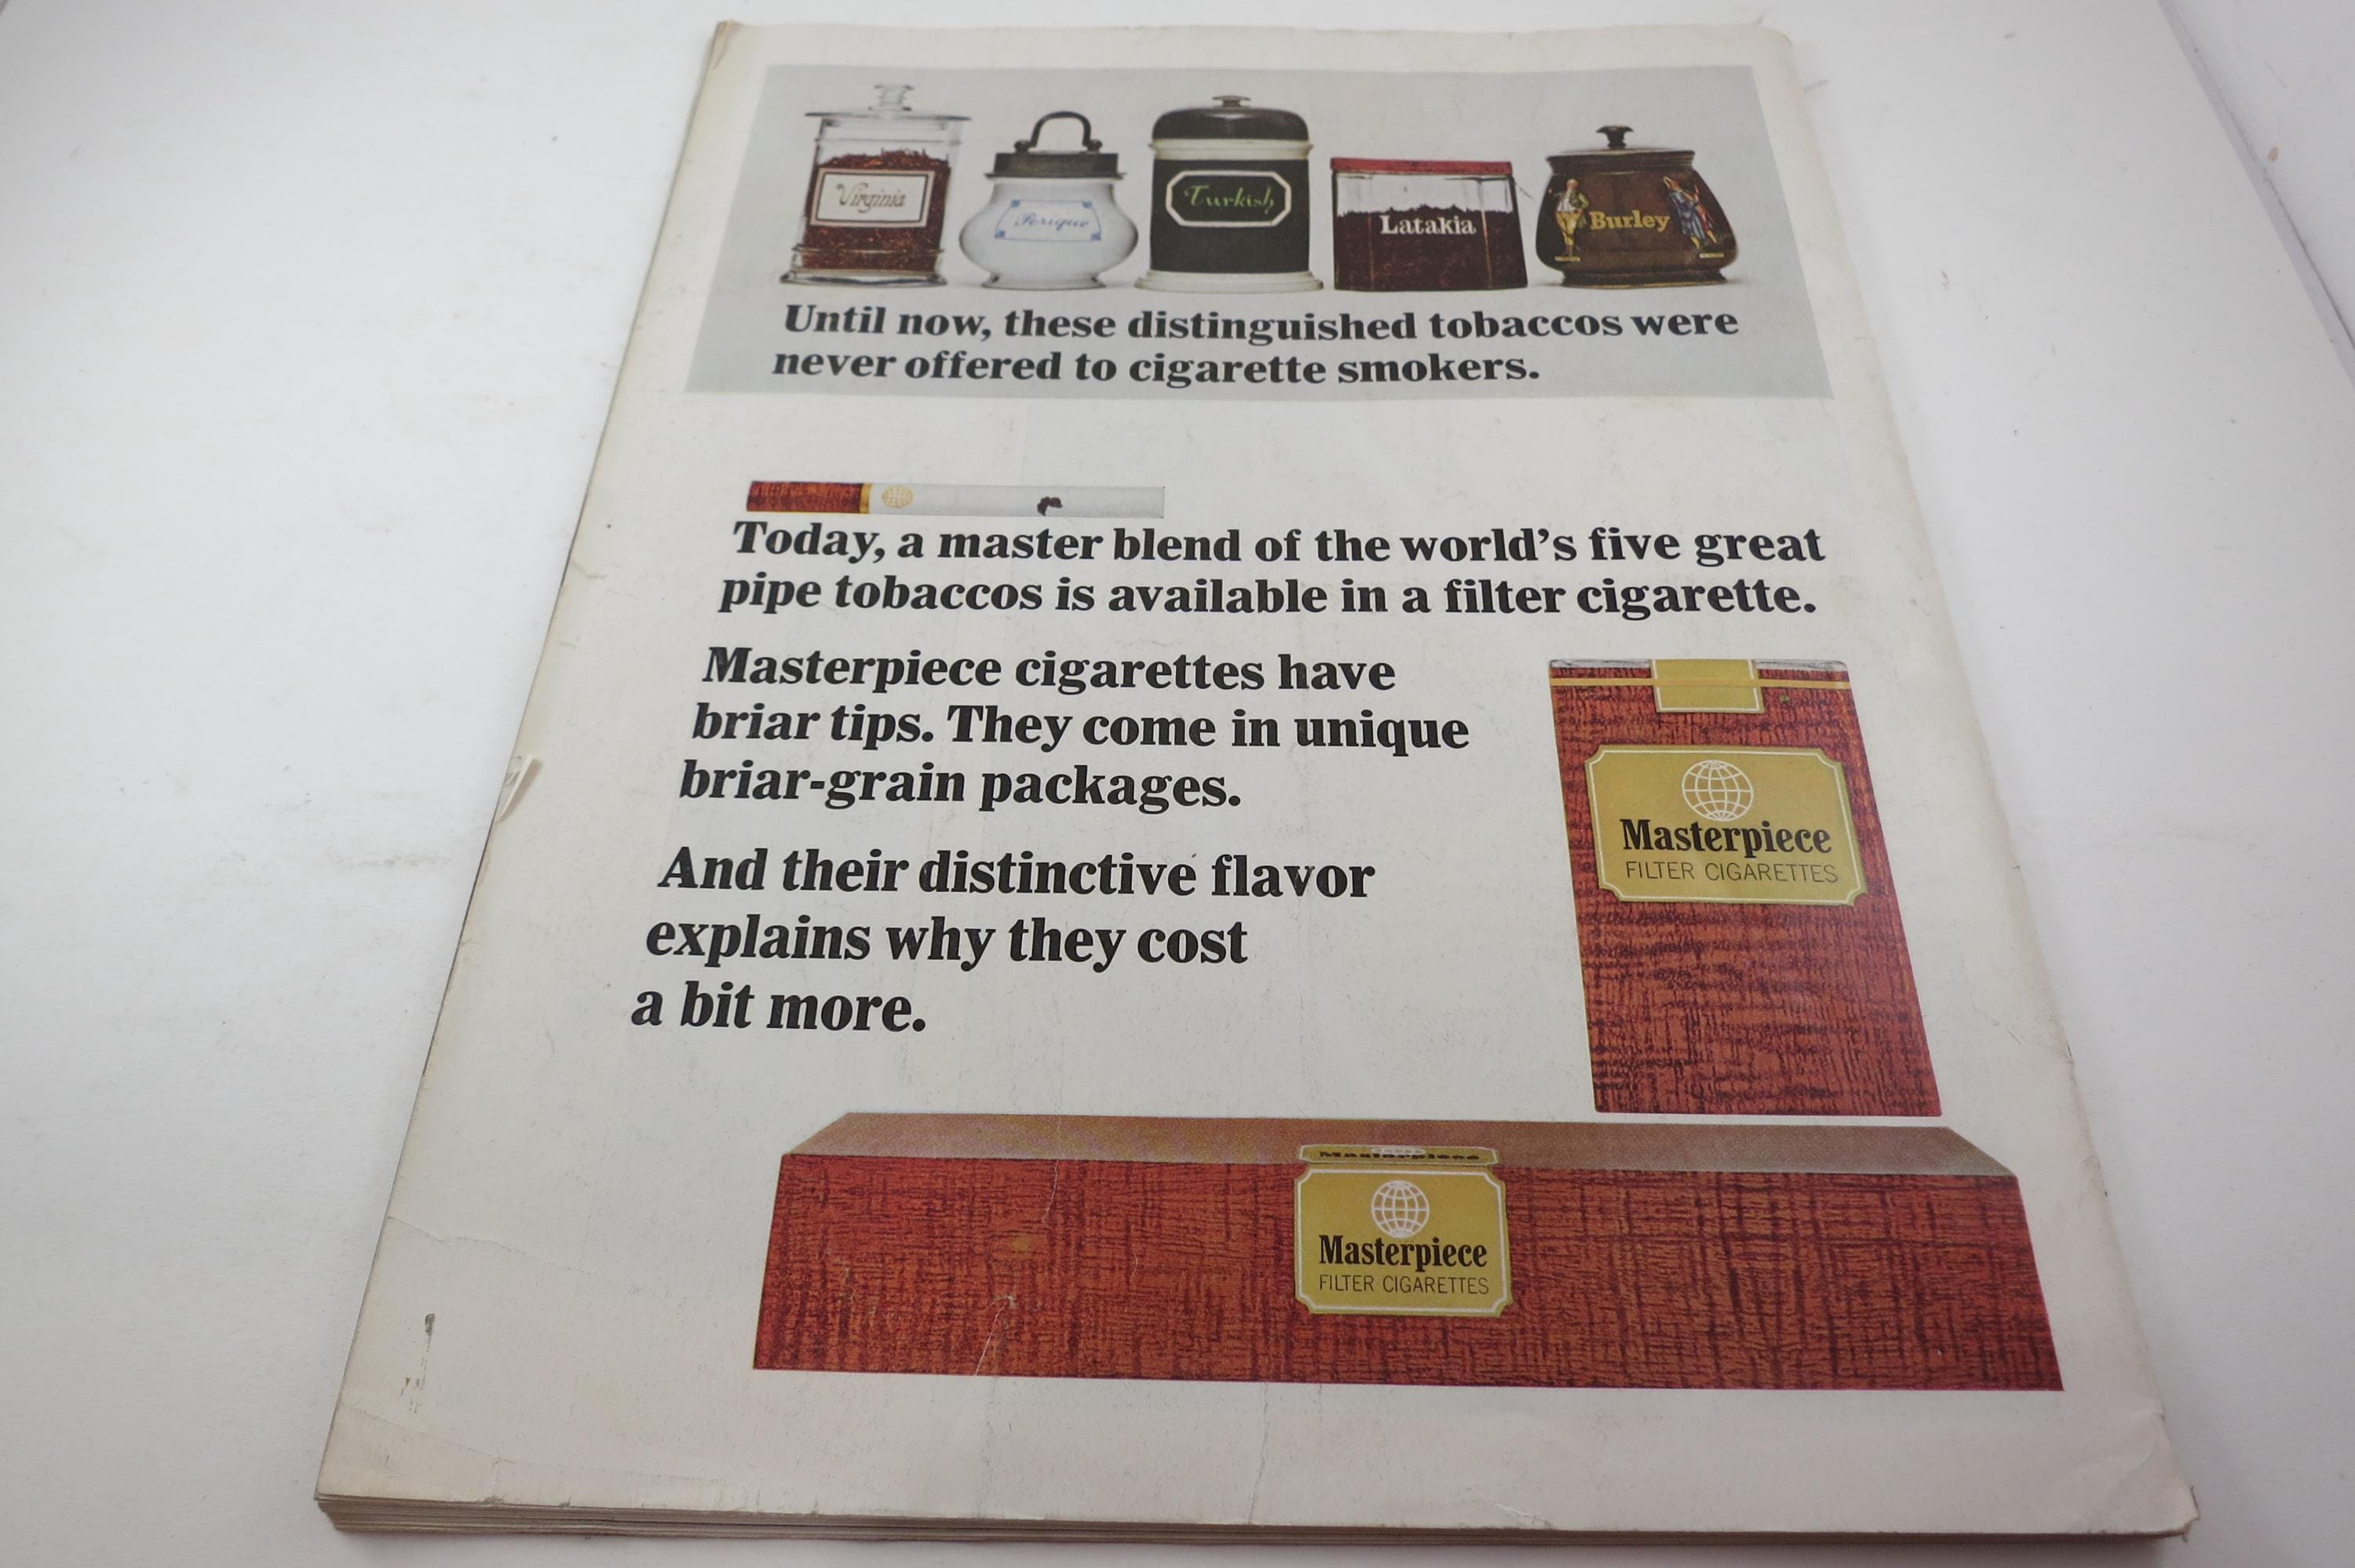 Virginia
Perique
Turkish
Latakia
Burley
Until now, these distinguished tobaccos were
never offered to cigarette smokers.
Today, a master blend of the world's five great
pipe tobaccos is available in a filter cigarette.
Masterpiece cigarettes have
briar tips. They come in unique
briar-grain packages.
And their distinctive flavor
explains why they cost
a bit more.
Masterpiece
FILTER CIGARETTES
Masterpiece
Masterpiece
FILTER CIGARETTES